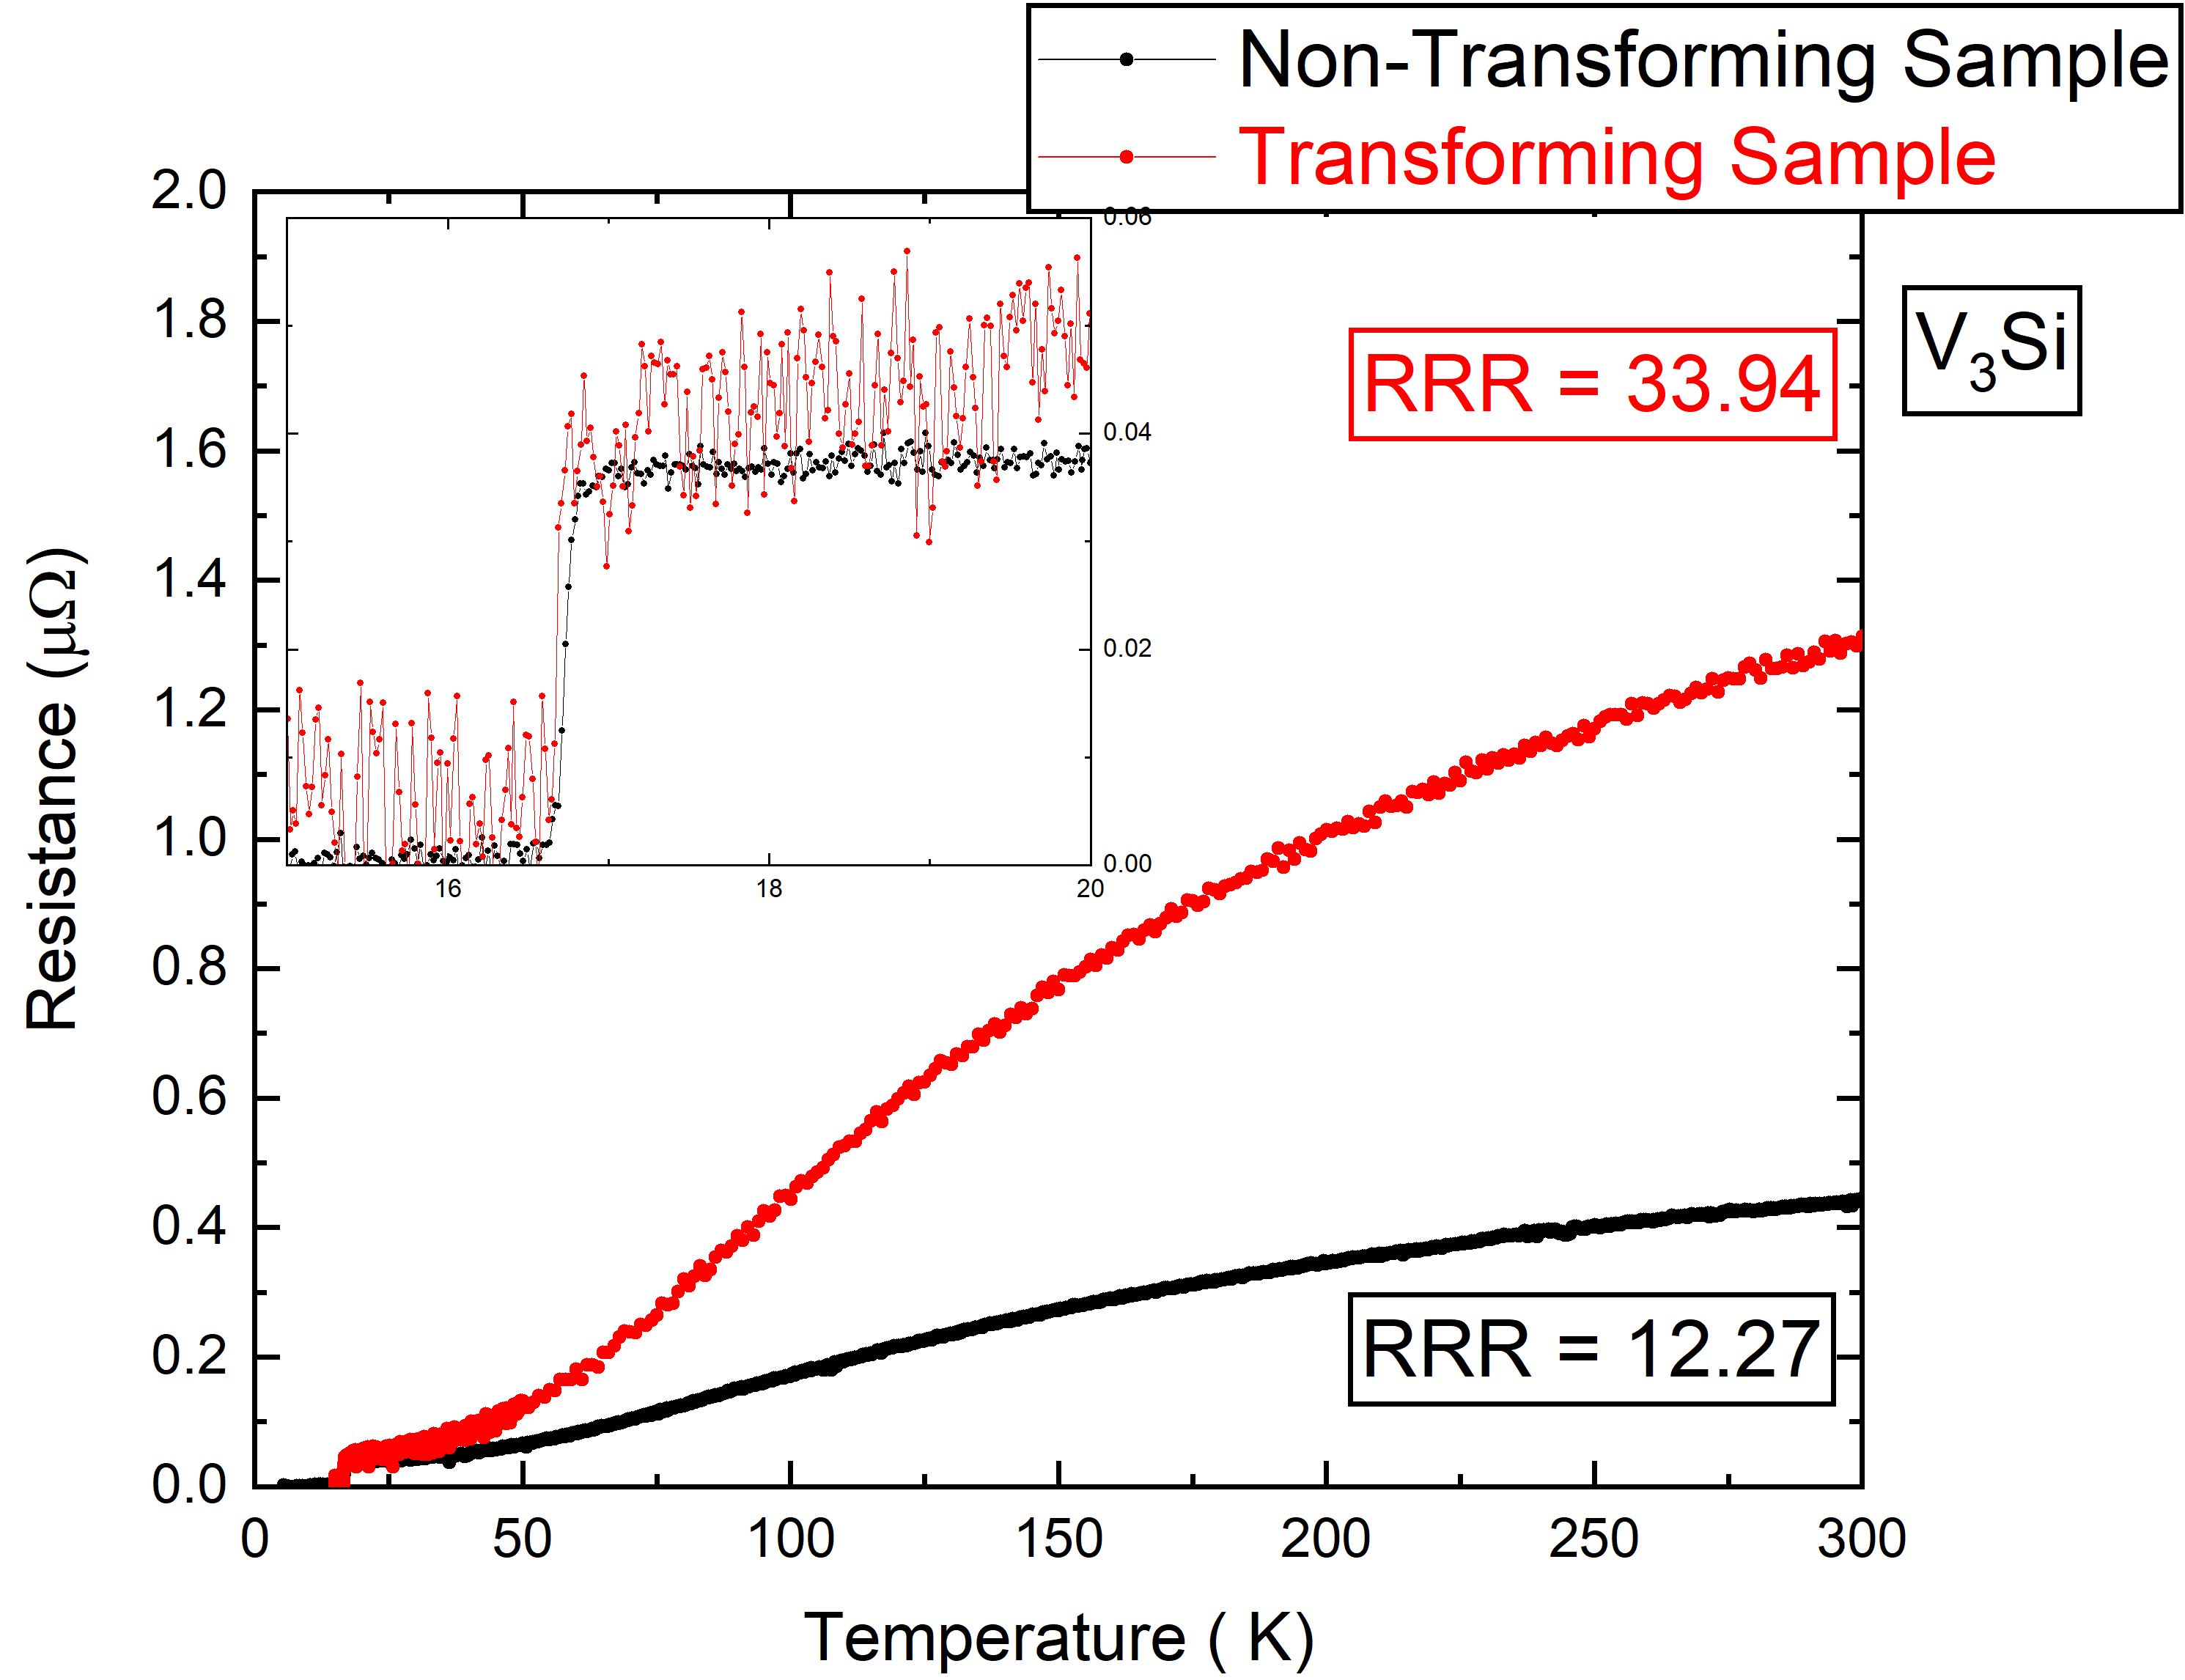 Non-Transforming Sample
Transforming Sample
V₃Si
RRR = 33.94
RRR = 12.27
2.0
1.8
1.6
1.4
1.2
1.0
0.8
0.6
0.4
0.2
0.0
Resistance (μΩ)
0.06
0.04
0.02
0.00
16 18 20
0 50 100 150 200 250 300
Temperature ( K)